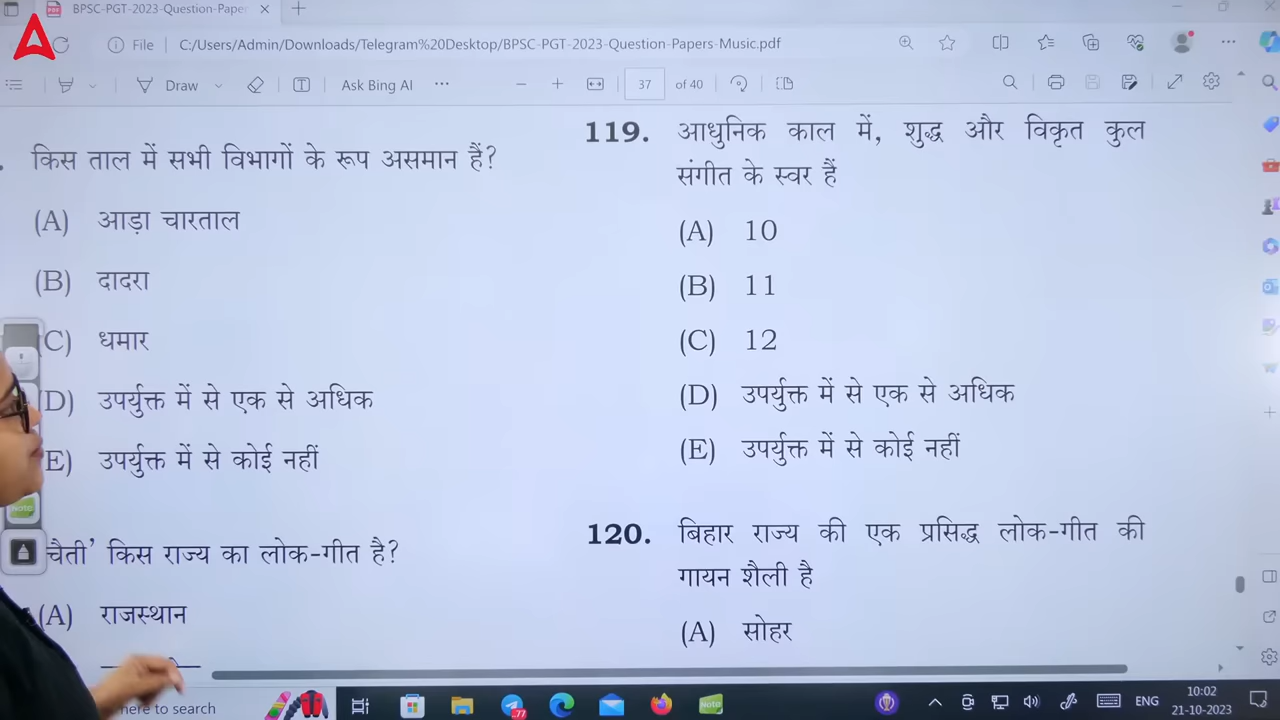 BPSC-PGT-2023-Question-Pape
File
C:/Users/Admin/Downloads/Telegram%20Desktop/BPSC-PGT-2023-Question-Papers-Music.pdf
Draw
Ask Bing AI
37
of 40
किस ताल में सभी विभागों के रूप असमान हैं?
(A) आड़ा चारताल
(B) दादरा
C) धमार
D) उपर्युक्त में से एक से अधिक
E) उपर्युक्त में से कोई नहीं
चैती’ किस राज्य का लोक-गीत है?
(A) राजस्थान
119. आधुनिक काल में, शुद्ध और विकृत कुल
संगीत के स्वर हैं
(A) 10
(B) 11
(C) 12
(D) उपर्युक्त में से एक से अधिक
(E) उपर्युक्त में से कोई नहीं
120. बिहार राज्य की एक प्रसिद्ध लोक-गीत की
गायन शैली है
(A) सोहर
Note
here to search
77
Note
ENG
10:02
21-10-2023